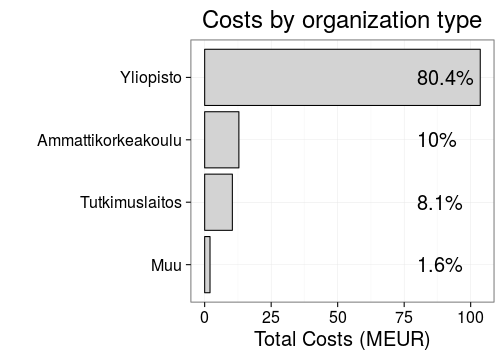 Costs by organization type
Yliopisto 80.4%
Ammattikorkeakoulu 10%
Tutkimuslaitos 8.1%
Muu 1.6%
0 25 50 75 100
Total Costs (MEUR)